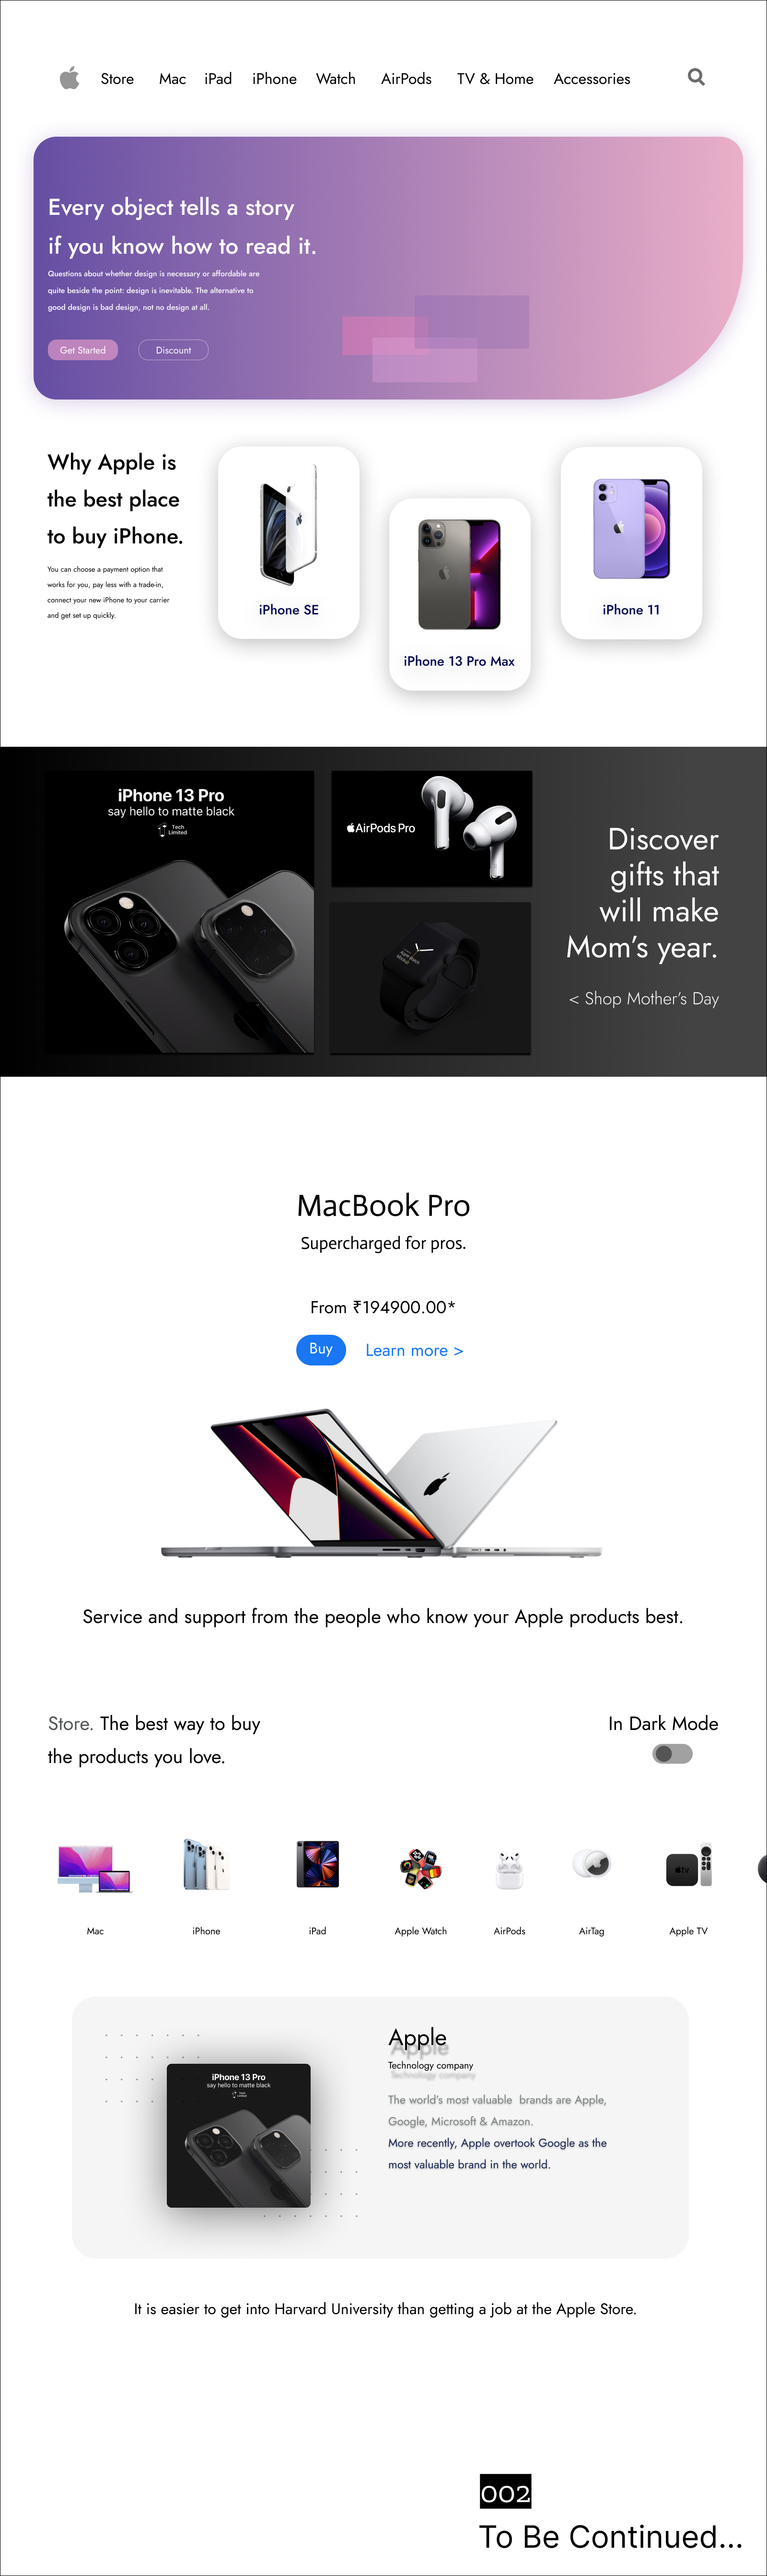 Store Mac iPad iPhone Watch AirPods TV & Home Accessories
Every object tells a story
if you know how to read it.
Questions about whether design is necessary or affordable are
quite beside the point: design is inevitable. The alternative to
good design is bad design, not no design at all.
Get Started Discount
Why Apple is
the best place
to buy iPhone.
You can choose a payment option that
works for you, pay less with a trade-in,
connect your new iPhone to your carrier
and get set up quickly.
iPhone SE
iPhone 13 Pro Max
iPhone 11
iPhone 13 Pro
say hello to matte black
Tech
Limited
AirPods Pro
Discover
gifts that
will make
Mom's year.
< Shop Mother's Day
MacBook Pro
Supercharged for pros.
From ₹194900.00*
Buy Learn more >
Service and support from the people who know your Apple products best.
Store. The best way to buy
the products you love.
In Dark Mode
tv
Mac iPhone iPad Apple Watch AirPods AirTag Apple TV
iPhone 13 Pro
say hello to matte black
Tech
Limited
Apple
Technology company
The world's most valuable  brands are Apple,
Google, Microsoft & Amazon.
More recently, Apple overtook Google as the
most valuable brand in the world.
It is easier to get into Harvard University than getting a job at the Apple Store.
002
To Be Continued...